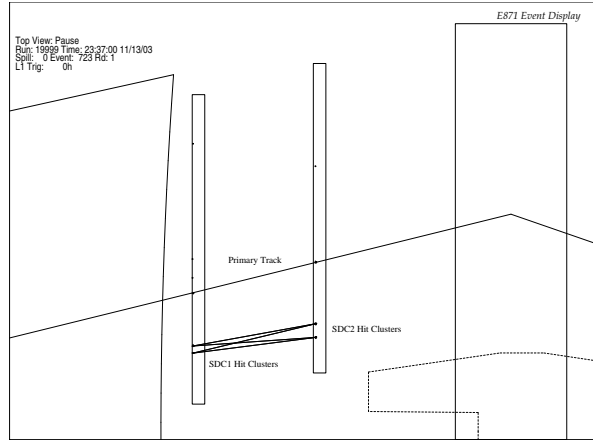 E871 Event Display
Top View: Pause
Run: 19999 Time: 23:37:00 11/13/03
Spill: 0 Event: 723 Rd: 1
L1 Trig: 0h
Primary Track
SDC2 Hit Clusters
SDC1 Hit Clusters